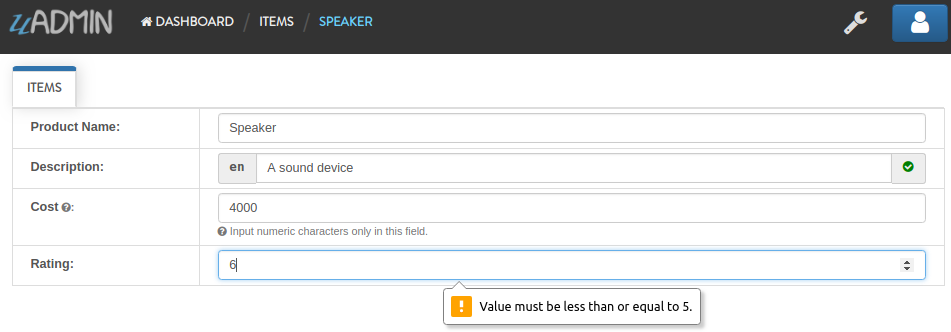 uADMIN DASHBOARD / ITEMS / SPEAKER
ITEMS
Product Name: Speaker
Description: en A sound device
Cost ?: 4000
? Input numeric characters only in this field.
Rating: 6
! Value must be less than or equal to 5.